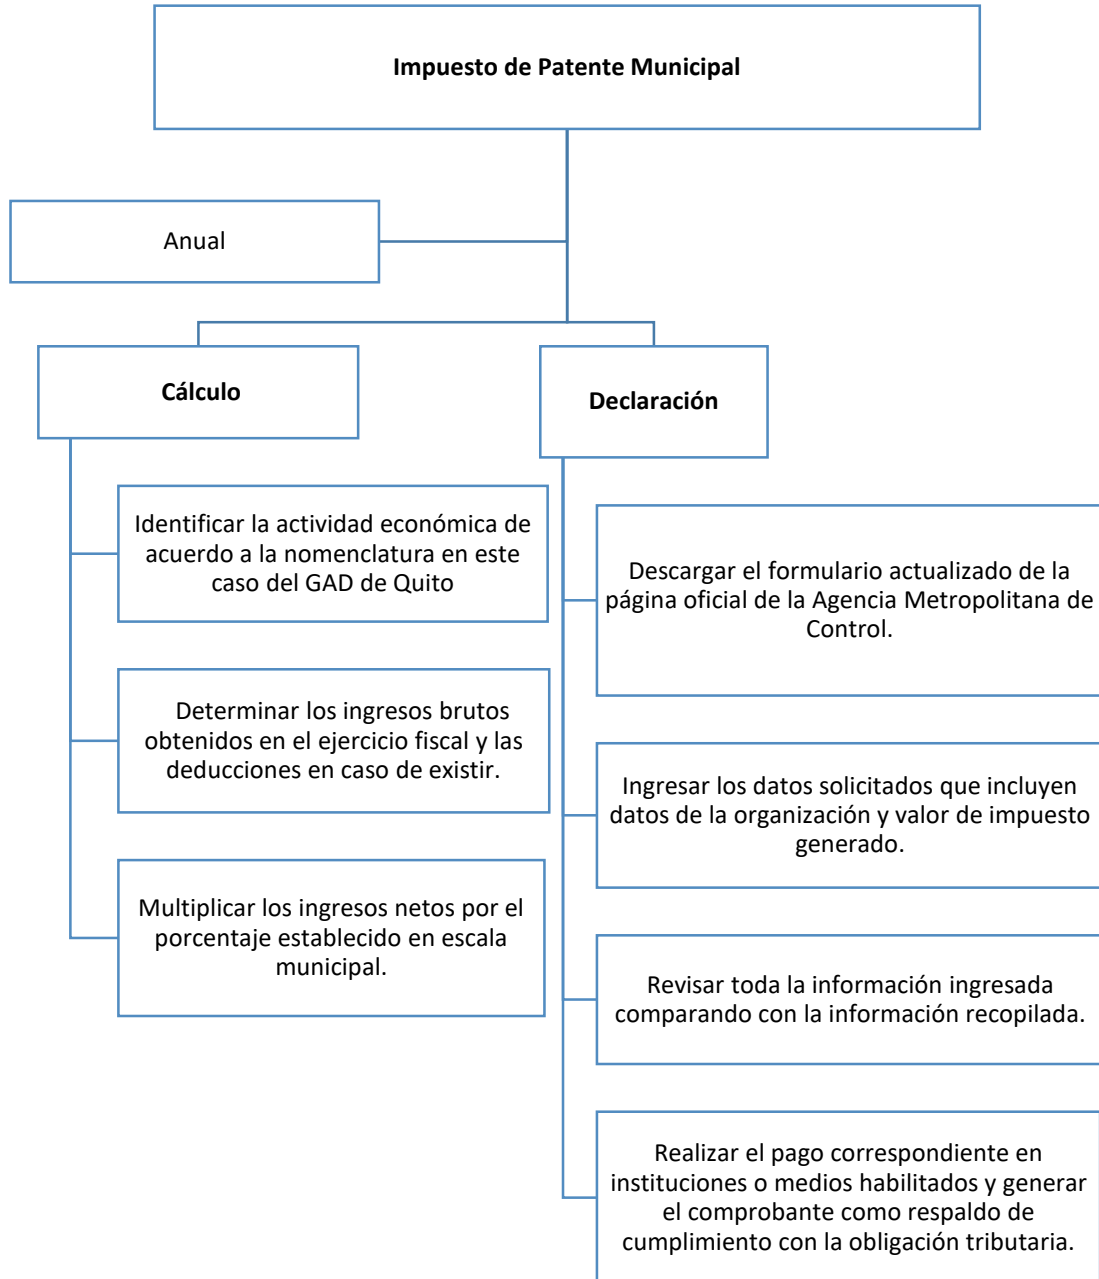 Impuesto de Patente Municipal
Anual
Cálculo
Identificar la actividad económica de
acuerdo a la nomenclatura en este
caso del GAD de Quito
Determinar los ingresos brutos
obtenidos en el ejercicio fiscal y las
deducciones en caso de existir.
Multiplicar los ingresos netos por el
porcentaje establecido en escala
municipal.
Declaración
Descargar el formulario actualizado de la
página oficial de la Agencia Metropolitana de
Control.
Ingresar los datos solicitados que incluyen
datos de la organización y valor de impuesto
generado.
Revisar toda la información ingresada
comparando con la información recopilada.
Realizar el pago correspondiente en
instituciones o medios habilitados y generar
el comprobante como respaldo de
cumplimiento con la obligación tributaria.